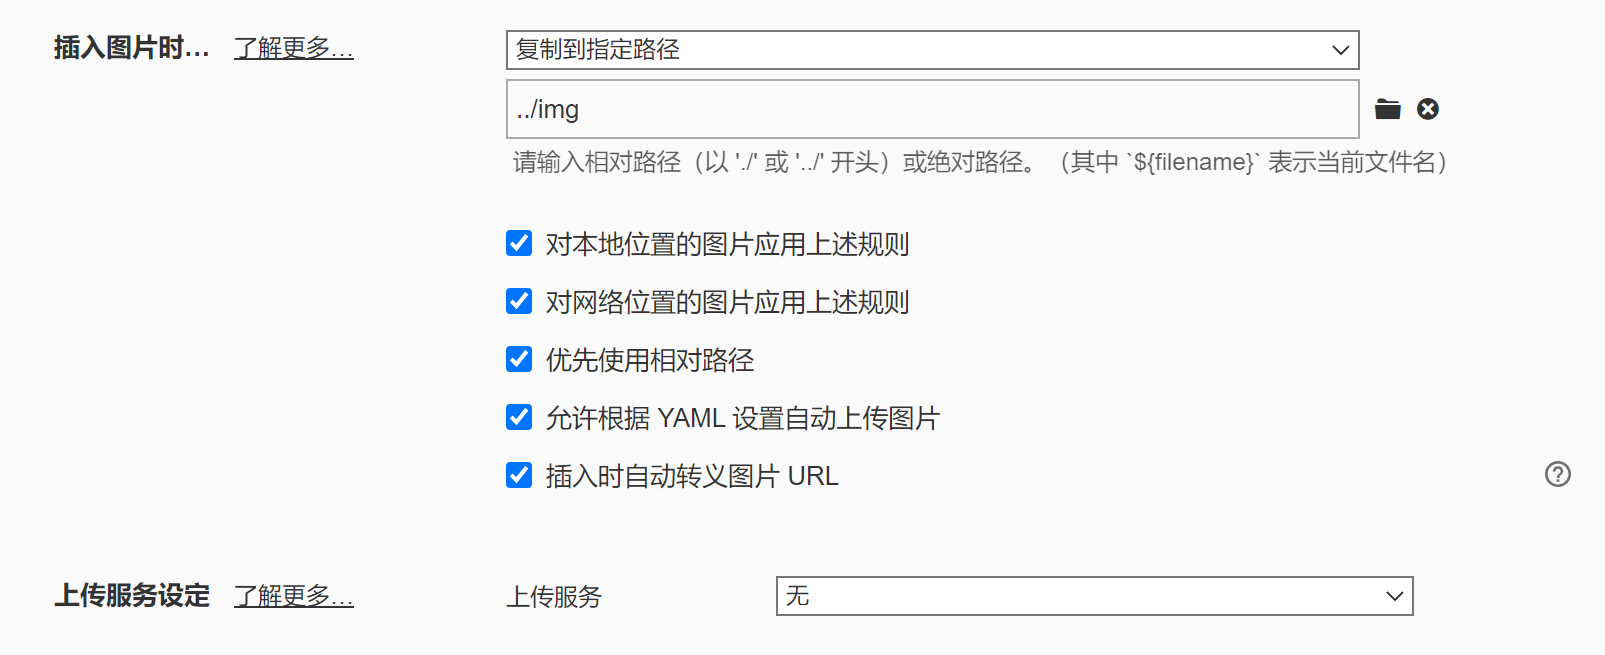 插入图片时... 了解更多...
复制到指定路径
../img
请输入相对路径（以 './' 或 '../' 开头）或绝对路径。（其中 `${filename}` 表示当前文件名）
对本地位置的图片应用上述规则
对网络位置的图片应用上述规则
优先使用相对路径
允许根据 YAML 设置自动上传图片
插入时自动转义图片 URL
上传服务设定 了解更多... 上传服务 无